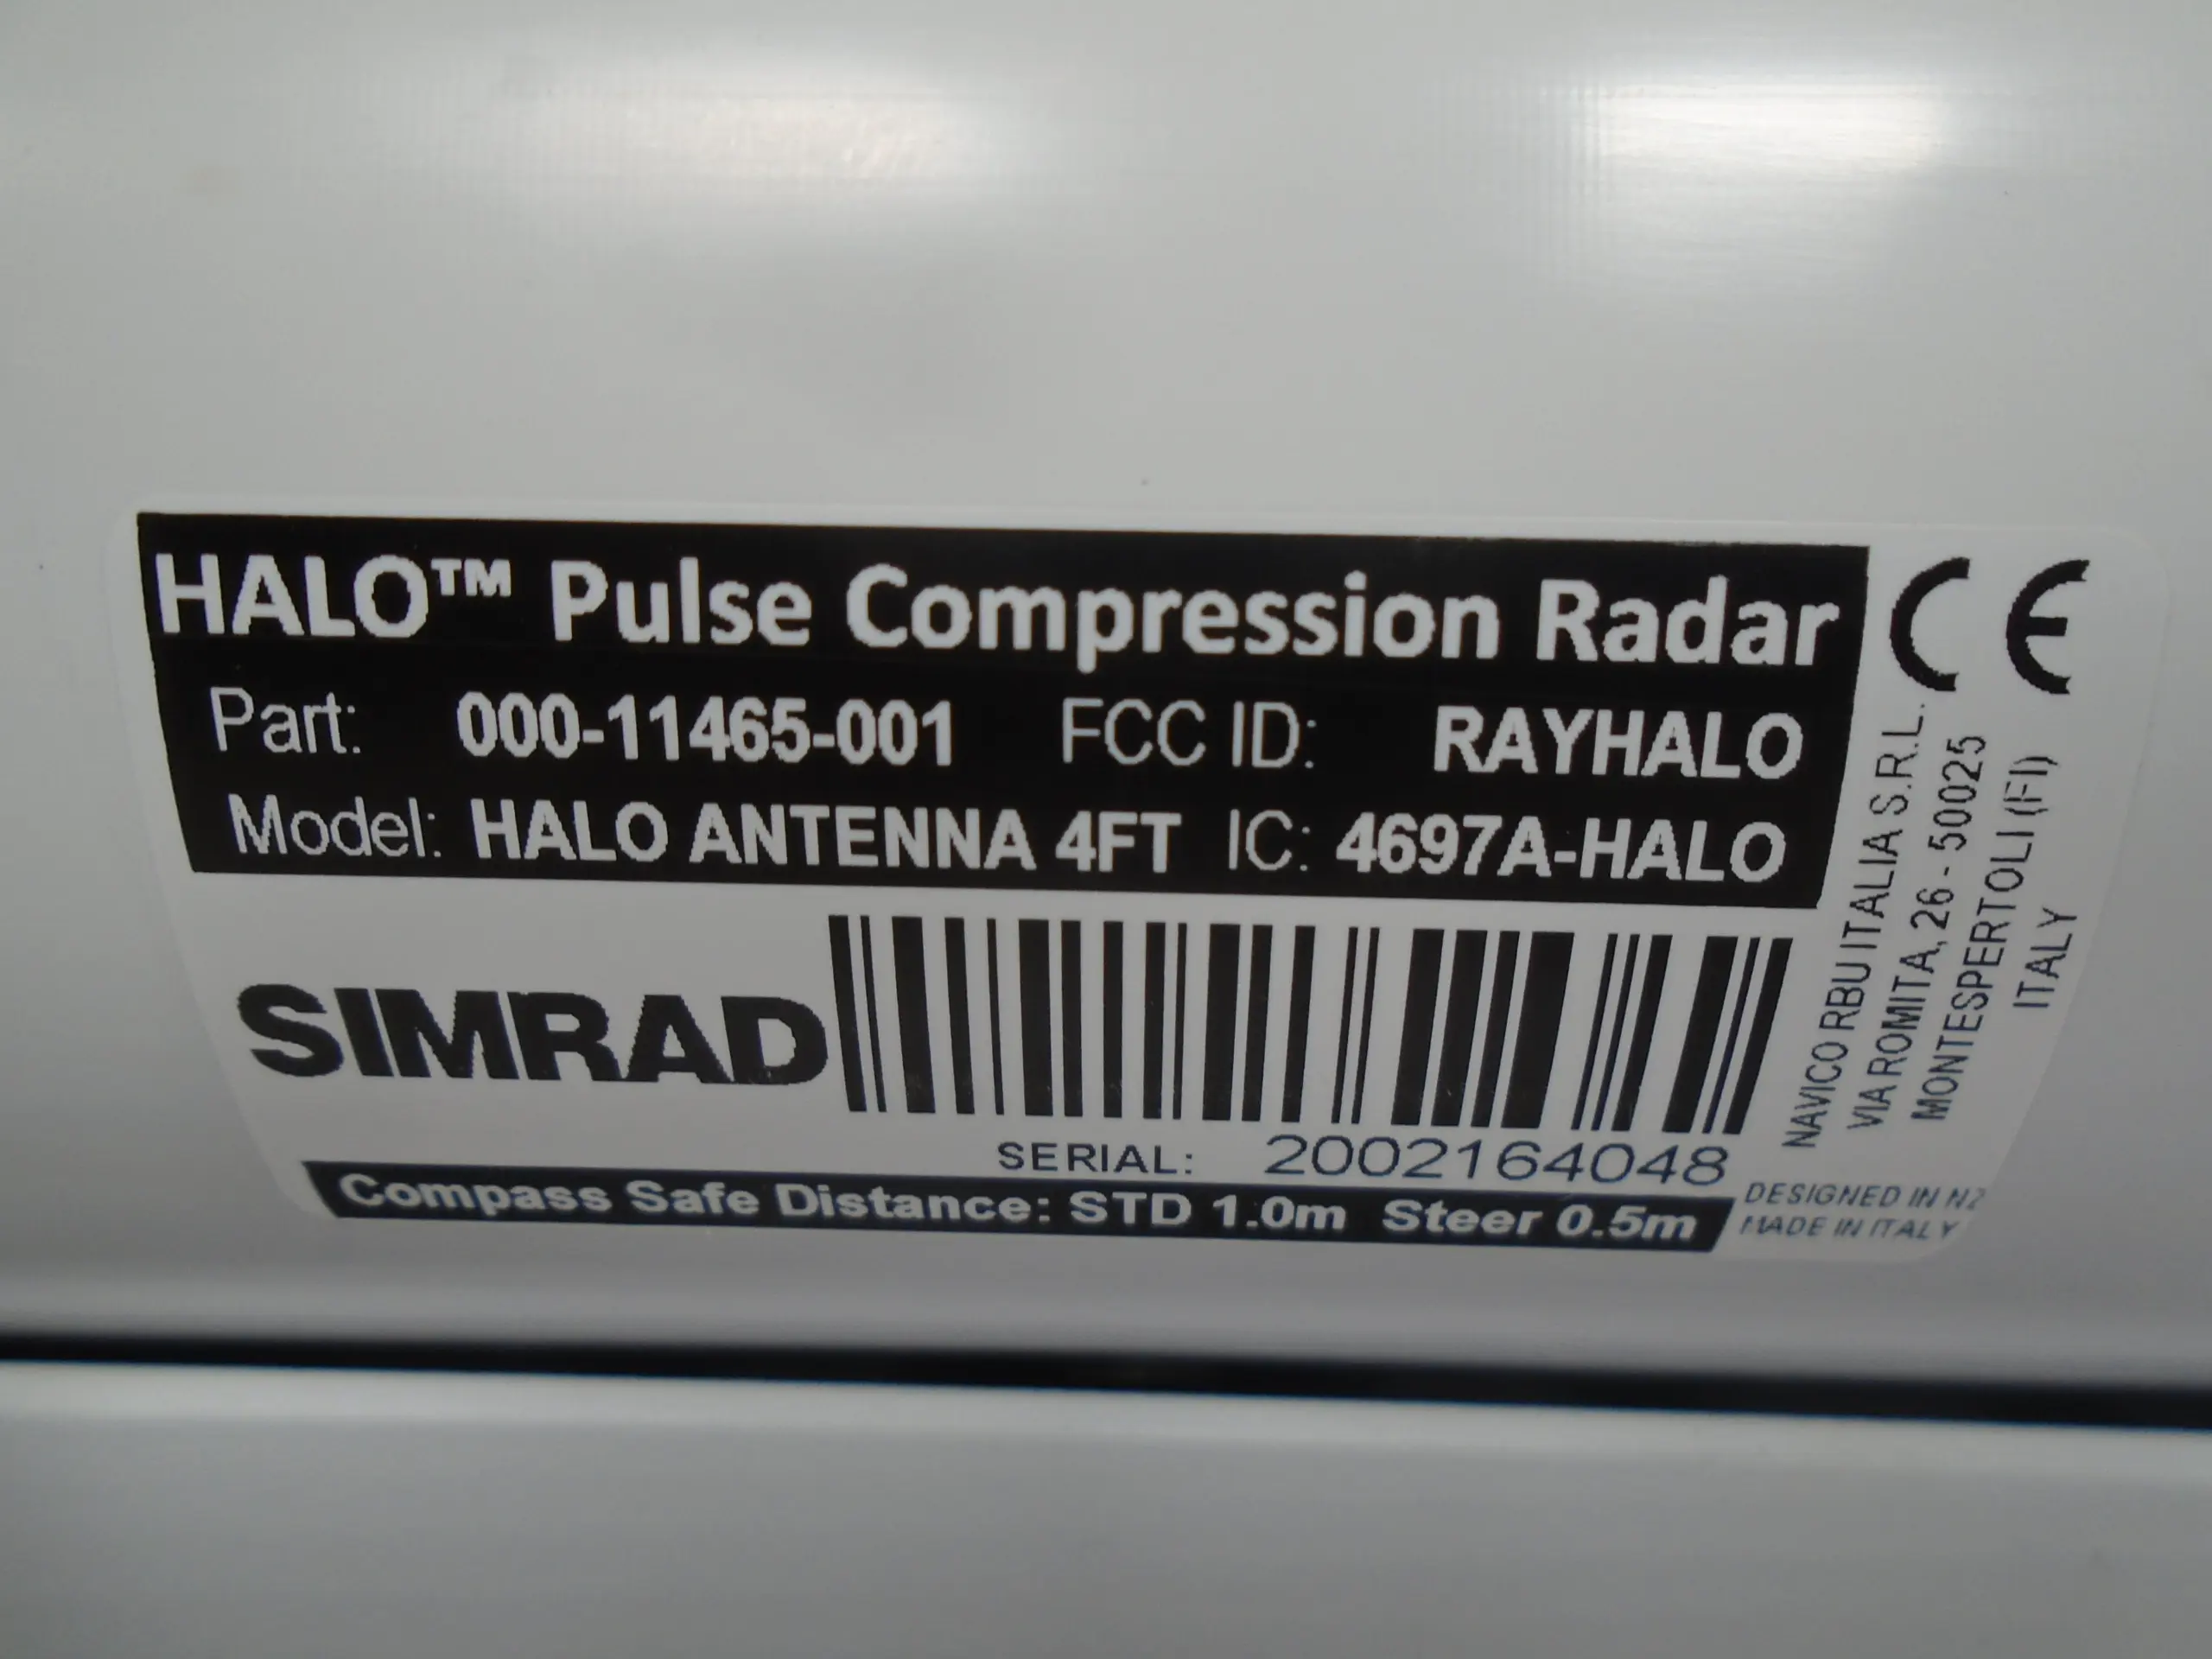 HALO™ Pulse Compression Radar
Part: 000-11465-001 FCC ID: RAYHALO
Model: HALO ANTENNA 4FT IC: 4697A-HALO
CE
SIMRAD
SERIAL: 2002164048
Compass Safe Distance: STD 1.0m Steer 0.5m
NAVICO RBU ITALIA S.R.L.
VIA ROMITA, 26 - 50025
MONTESPERTOLI (FI)
ITALY
DESIGNED IN NZ
MADE IN ITALY